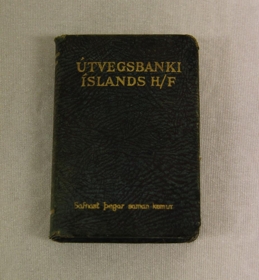 ÚTVEGSBANKI
ÍSLANDS H/F
Safnast þegar saman kemur